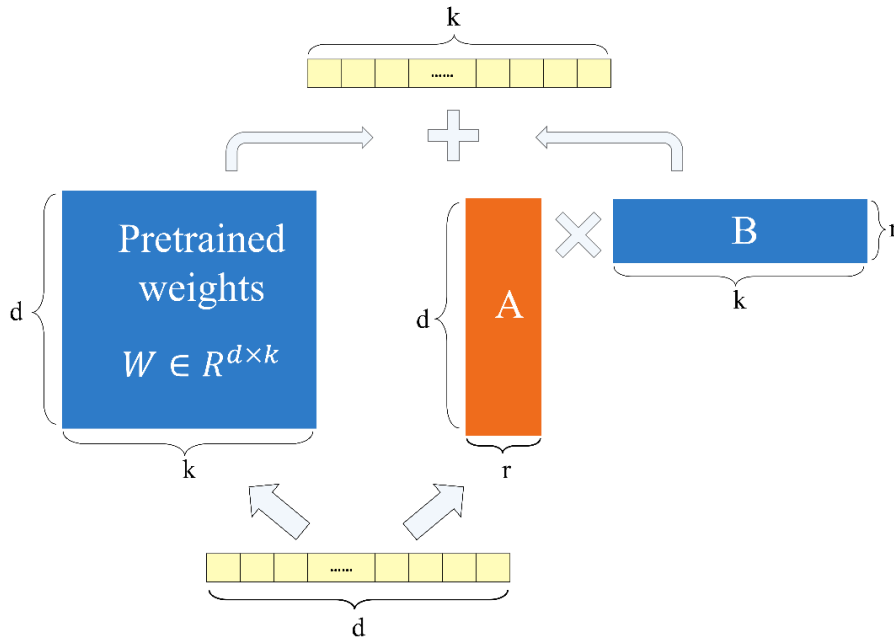 k
......
Pretrained
weights
W ∈ R^{d×k}
d
k
A
d
r
B
r
k
......
d